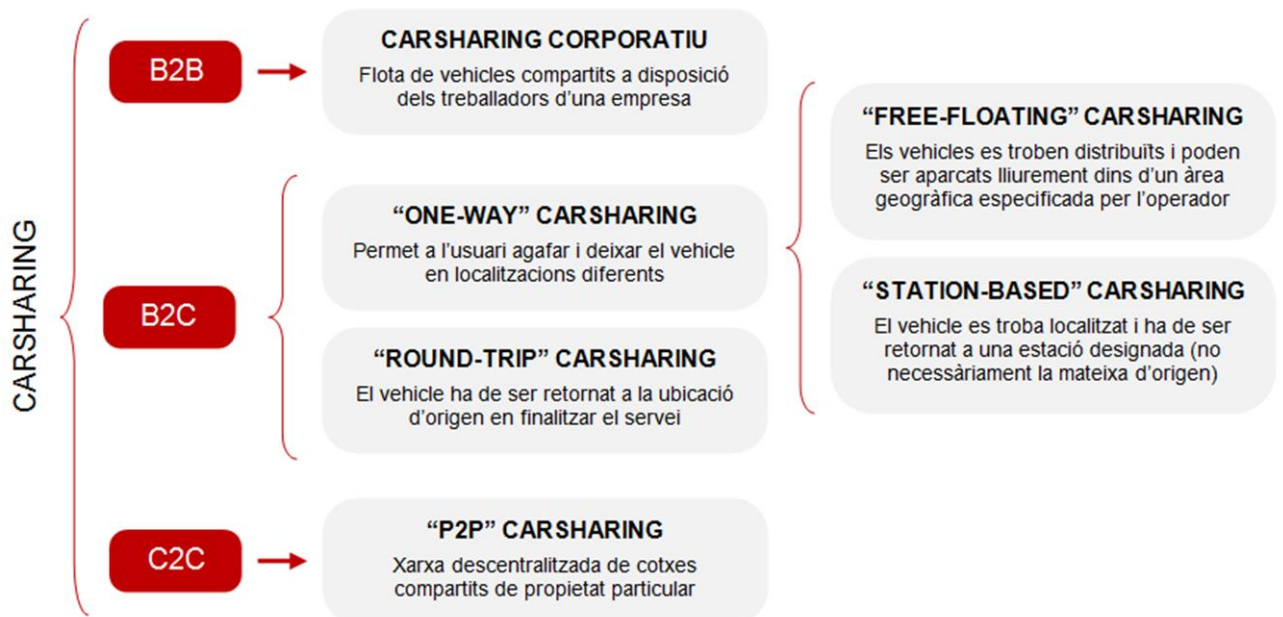 CARSHARING
B2B
CARSHARING CORPORATIU
Flota de vehicles compartits a disposició
dels treballadors d’una empresa
B2C
“ONE-WAY” CARSHARING
Permet a l’usuari agafar i deixar el vehicle
en localitzacions diferents
“ROUND-TRIP” CARSHARING
El vehicle ha de ser retornat a la ubicació
d’origen en finalitzar el servei
“FREE-FLOATING” CARSHARING
Els vehicles es troben distribuïts i poden
ser aparcats lliurement dins d’un àrea
geogràfica especificada per l’operador
“STATION-BASED” CARSHARING
El vehicle es troba localitzat i ha de ser
retornat a una estació designada (no
necessàriament la mateixa d’origen)
C2C
“P2P” CARSHARING
Xarxa descentralitzada de cotxes
compartits de propietat particular